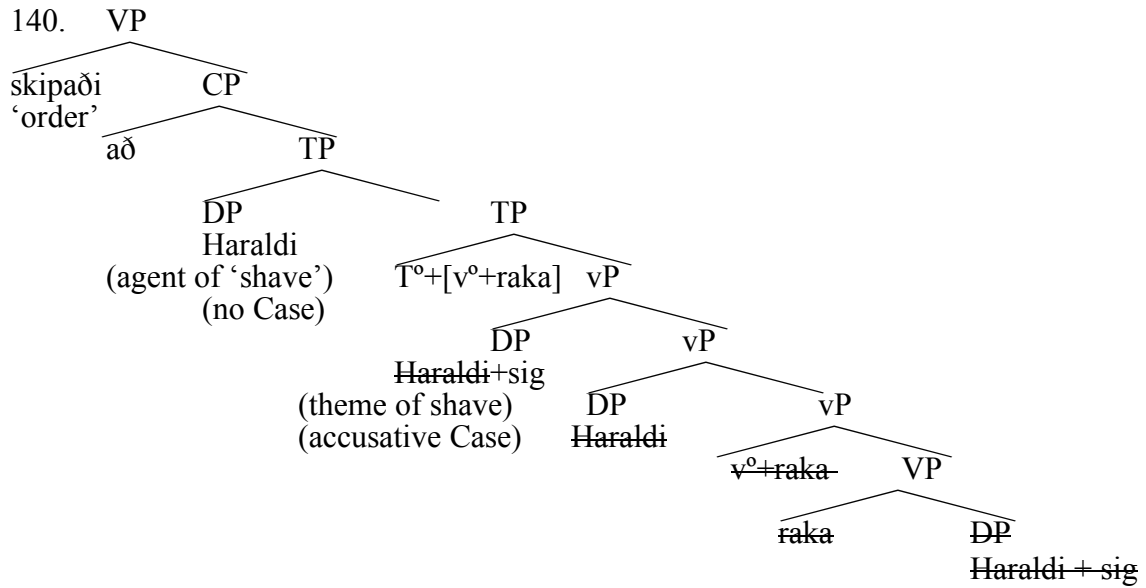 140. VP
skipaði CP
‘order’
að TP
DP TP
Haraldi
(agent of ‘shave’) Tº+[vº+raka] vP
(no Case)
DP vP
Haraldi+sig
(theme of shave) DP vP
(accusative Case) Haraldi
vº+raka VP
raka DP
Haraldi + sig